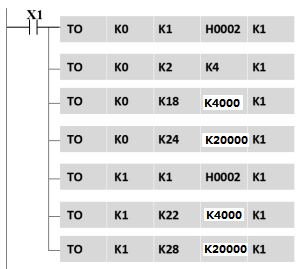 X1
TO K0 K1 H0002 K1
TO K0 K2 K4 K1
TO K0 K18 K4000 K1
TO K0 K24 K20000 K1
TO K1 K1 H0002 K1
TO K1 K22 K4000 K1
TO K1 K28 K20000 K1